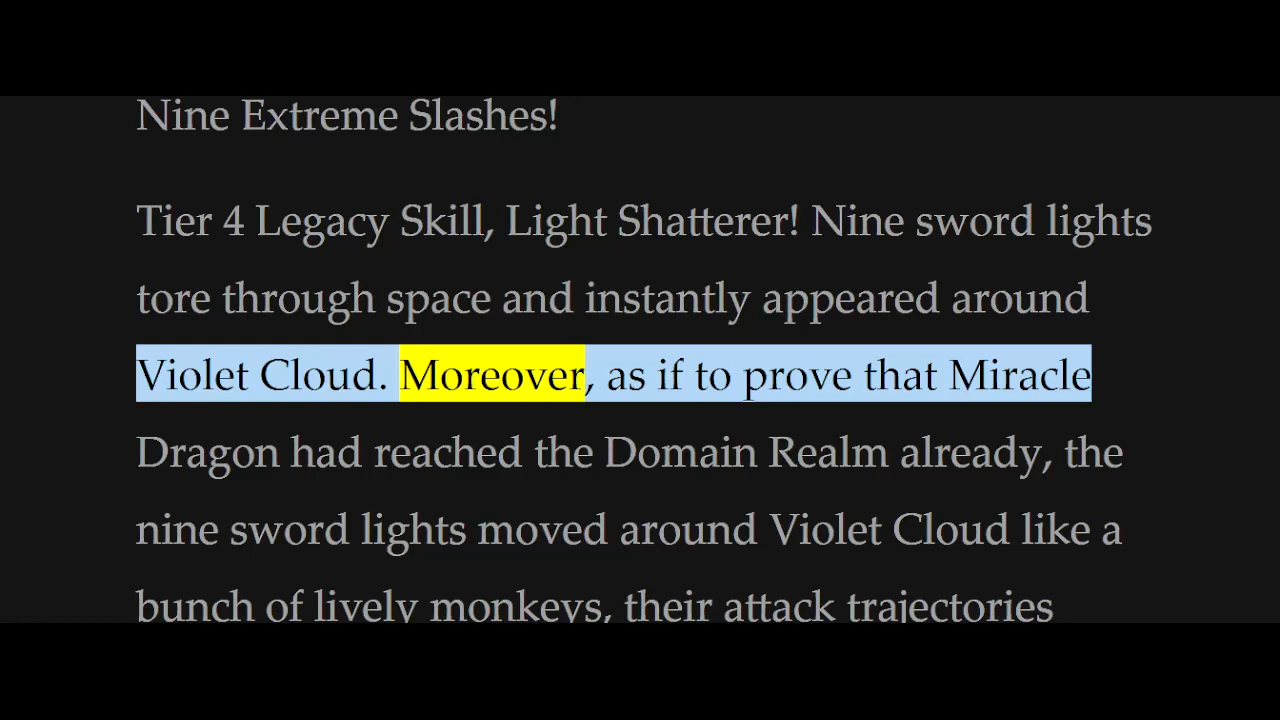 Nine Extreme Slashes!
Tier 4 Legacy Skill, Light Shatterer! Nine sword lights
tore through space and instantly appeared around
Violet Cloud. Moreover, as if to prove that Miracle
Dragon had reached the Domain Realm already, the
nine sword lights moved around Violet Cloud like a
bunch of lively monkeys, their attack trajectories